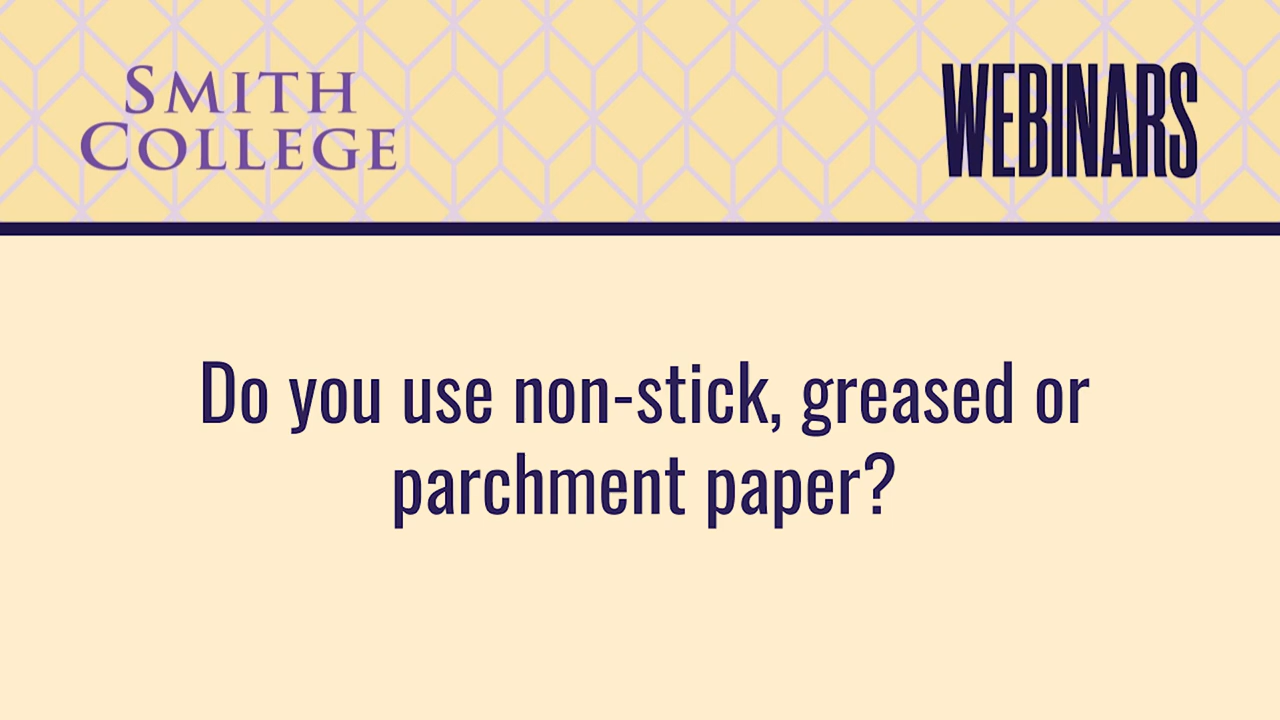 SMITH
COLLEGE
WEBINARS
Do you use non-stick, greased or
parchment paper?